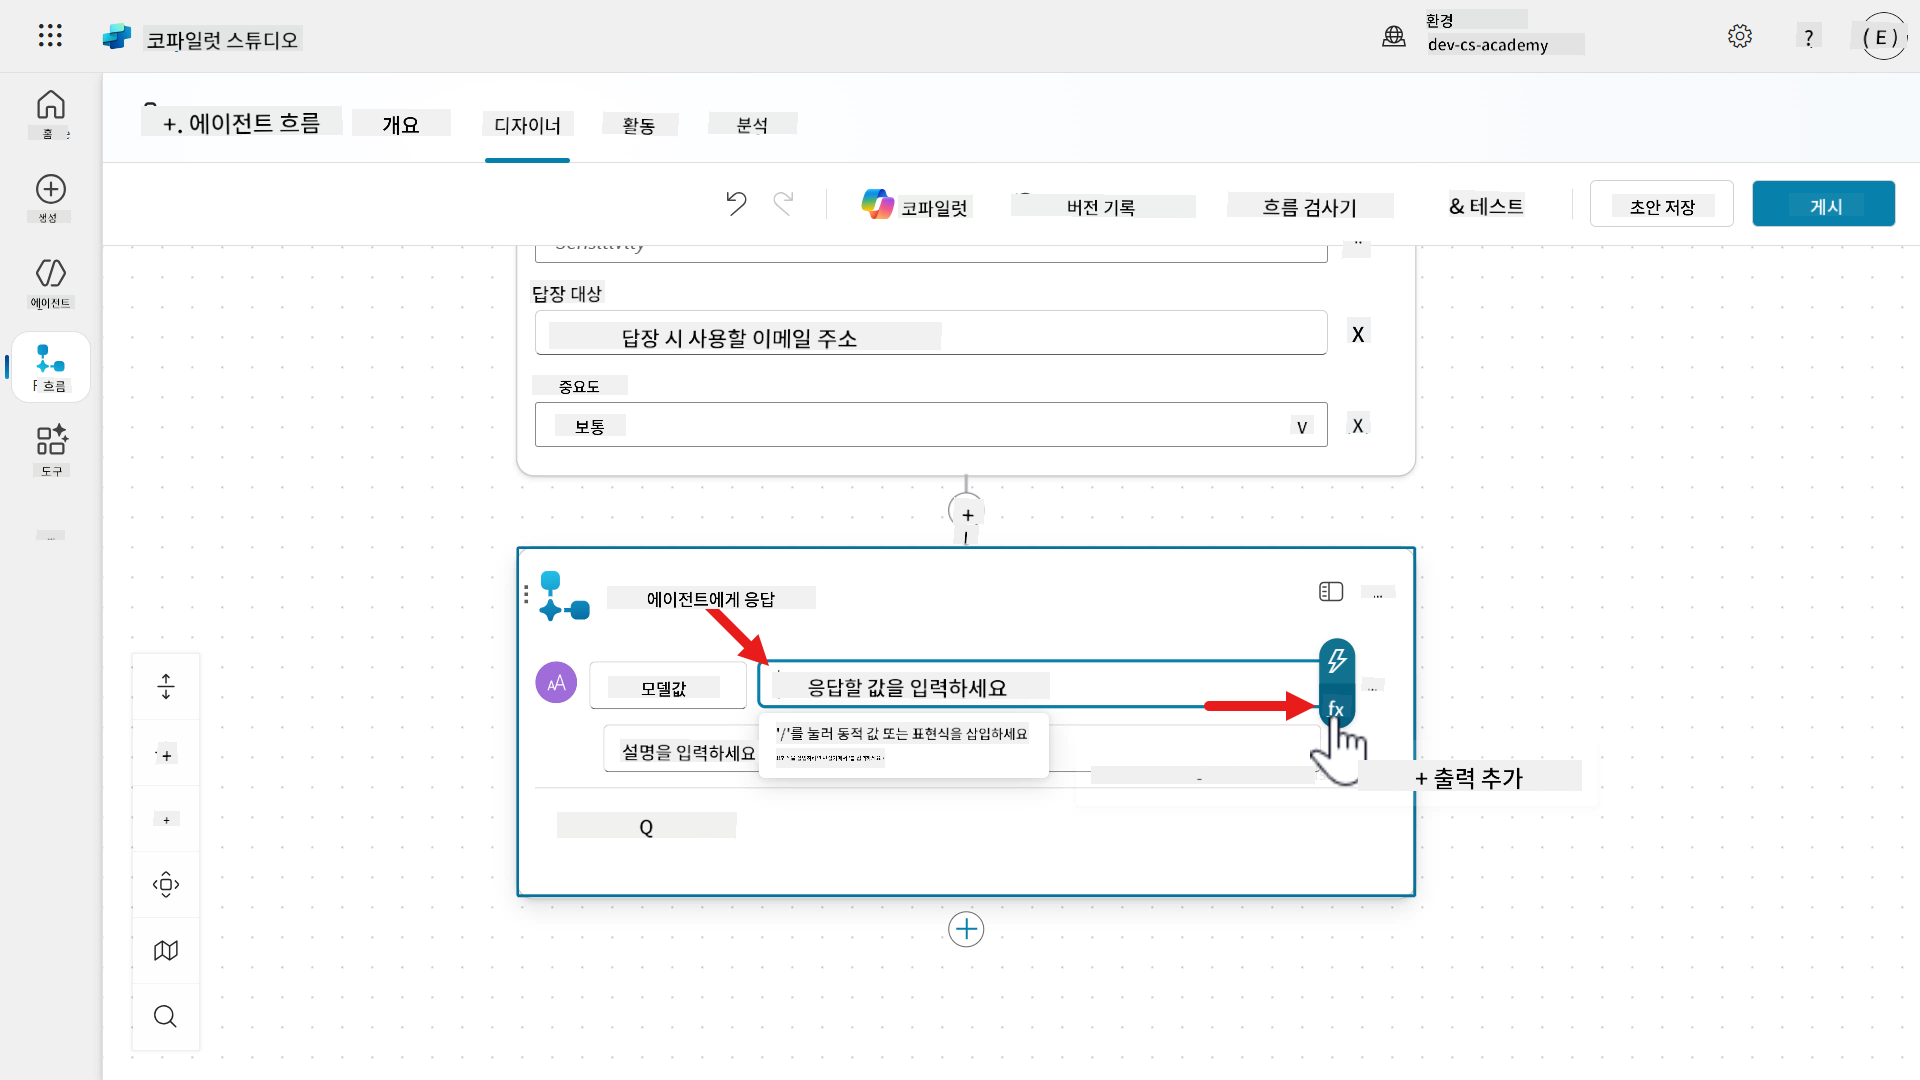 코파일럿 스튜디오
환경
dev-cs-academy
?
( E )
홈
생성
에이전트
흐름
도구
...
+. 에이전트 흐름
개요
디자이너
활동
분석
코파일럿
버전 기록
흐름 검사기
& 테스트
초안 저장
게시
Sensitivity
답장 대상
답장 시 사용할 이메일 주소
X
중요도
보통
v
X
+
에이전트에게 응답
...
AA
모델값
응답할 값을 입력하세요
fx
...
설명을 입력하세요
'/'를 눌러 동적 값 또는 표현식을 삽입하세요
+ 출력 추가
Q
+
+